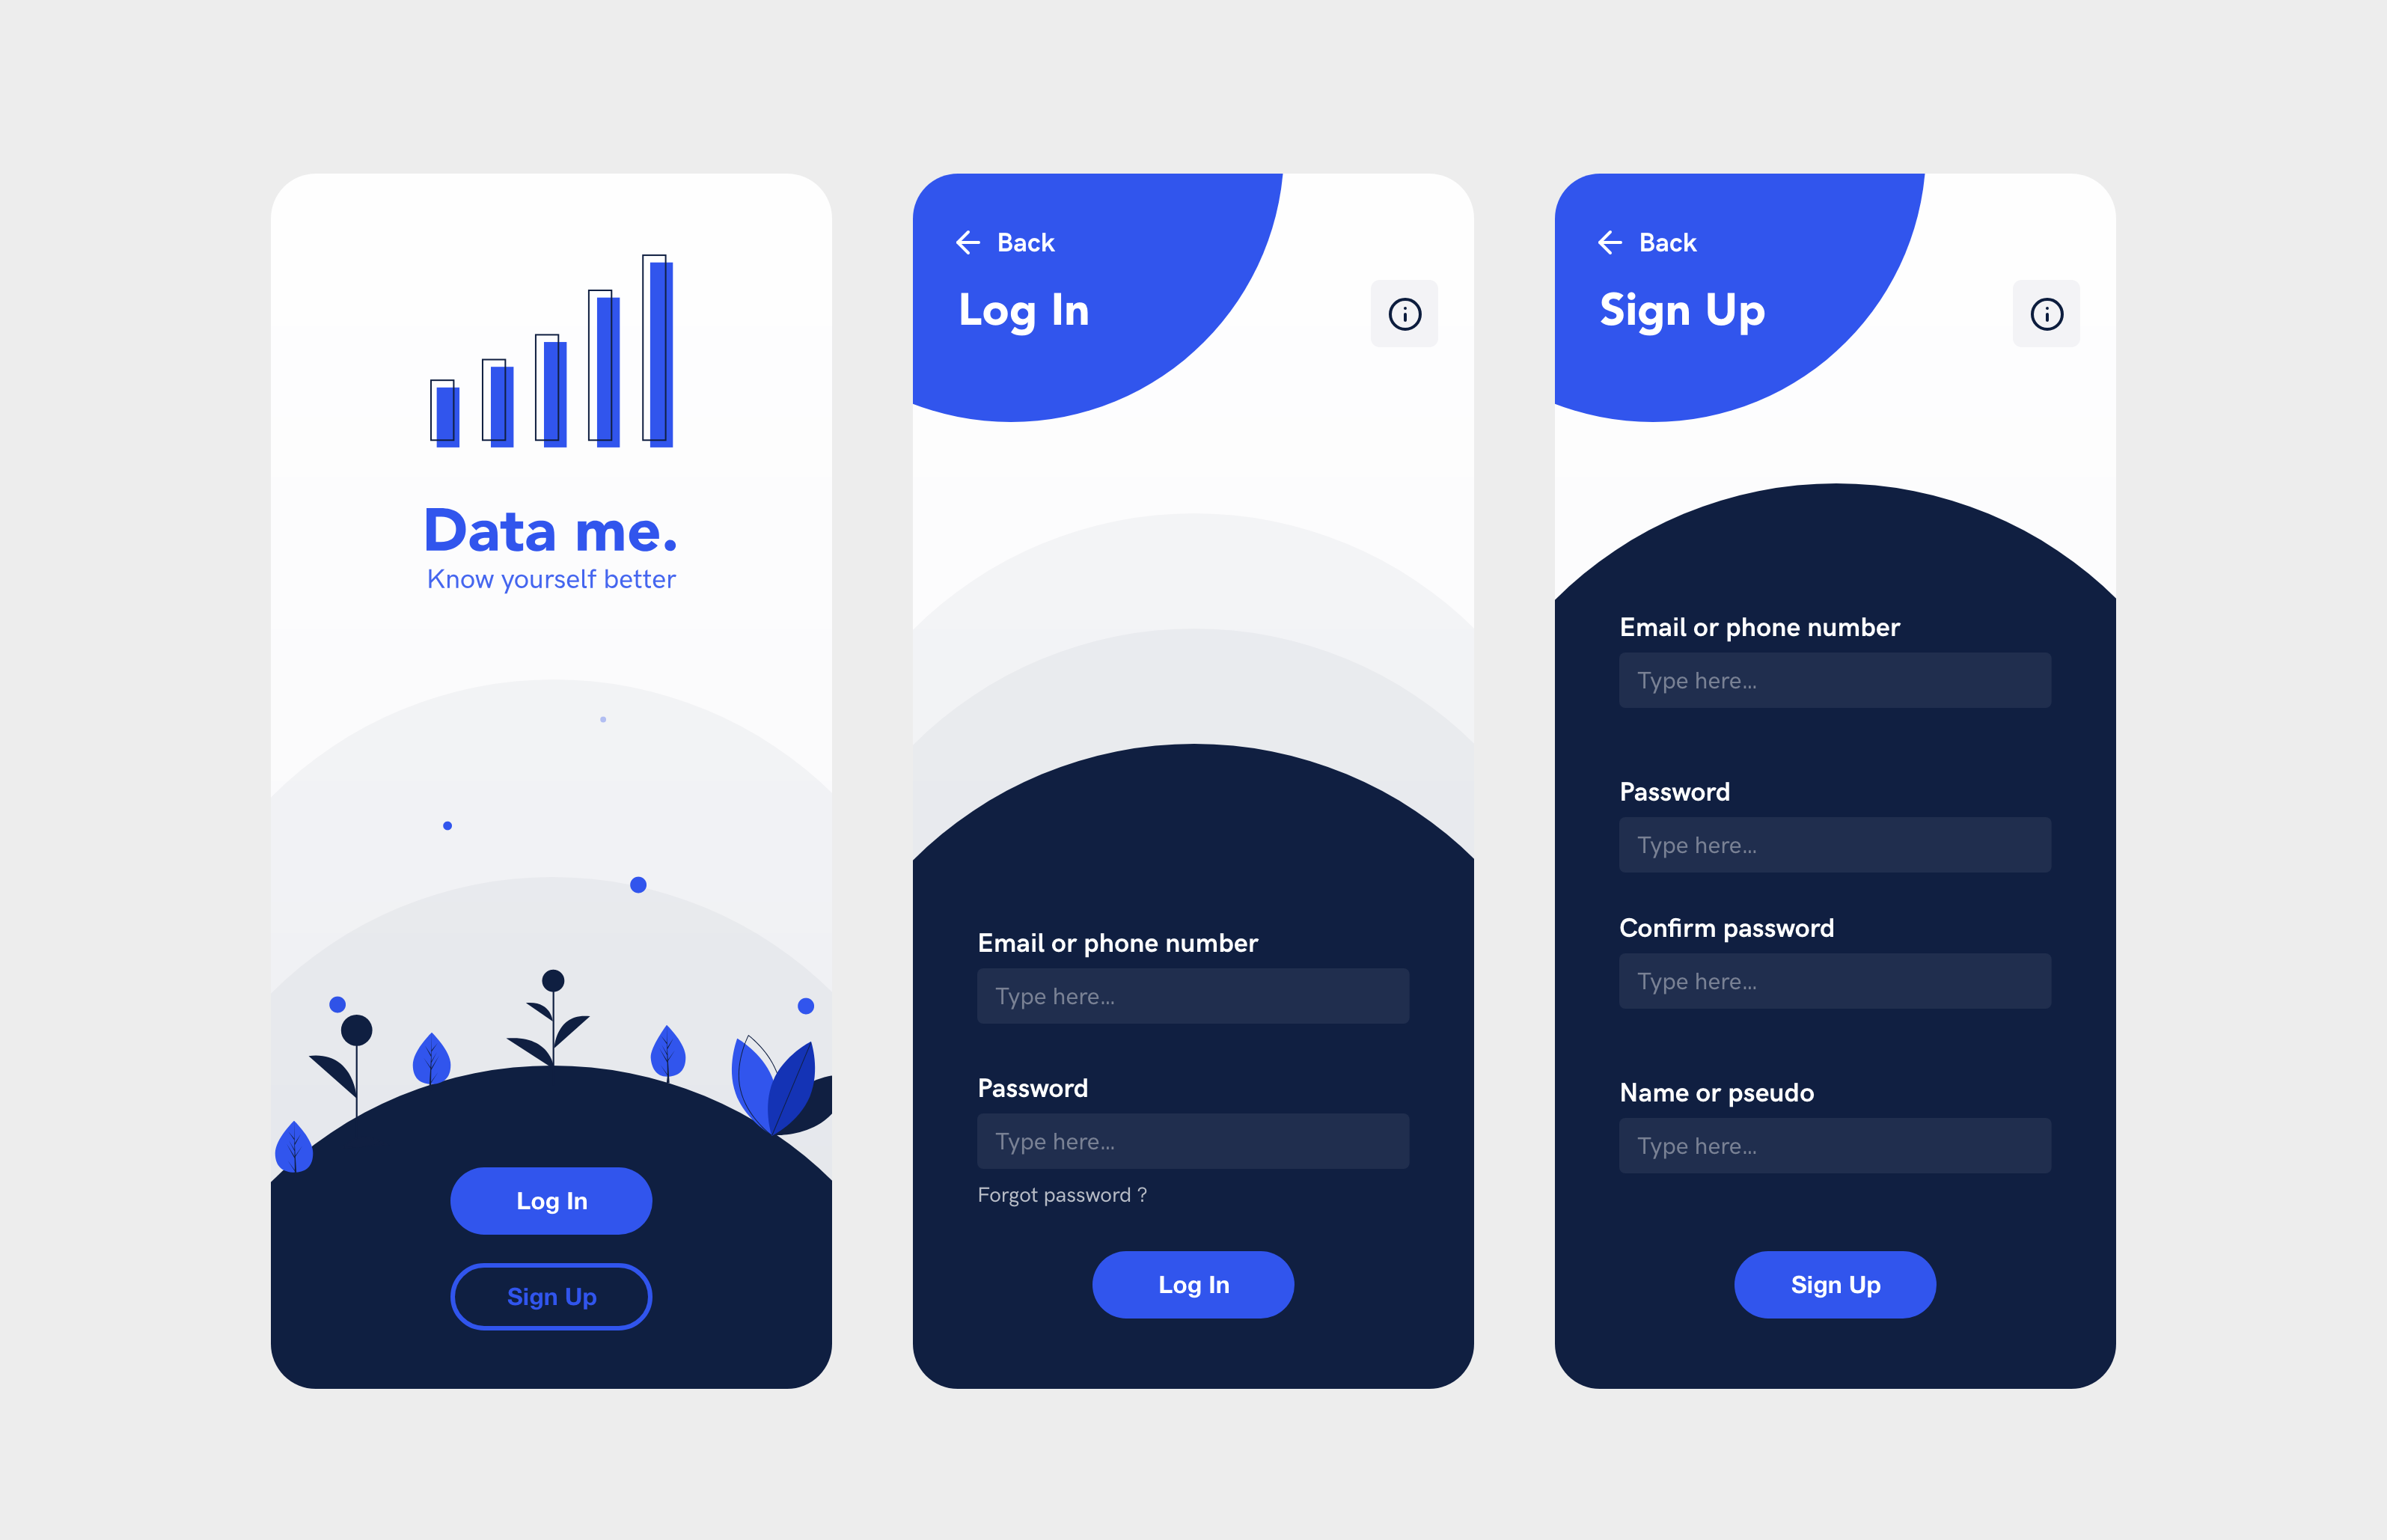 Data me.
Know yourself better
Log In
Sign Up
Back
Log In
Email or phone number
Type here...
Password
Type here...
Forgot password ?
Log In
Back
Sign Up
Email or phone number
Type here...
Password
Type here...
Confirm password
Type here...
Name or pseudo
Type here...
Sign Up